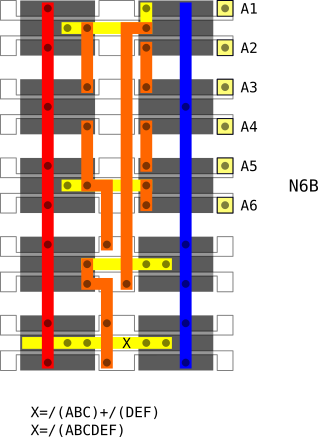 A1
A2
A3
A4
A5
N6B
A6
X
X=/(ABC)+/(DEF)
X=/(ABCDEF)